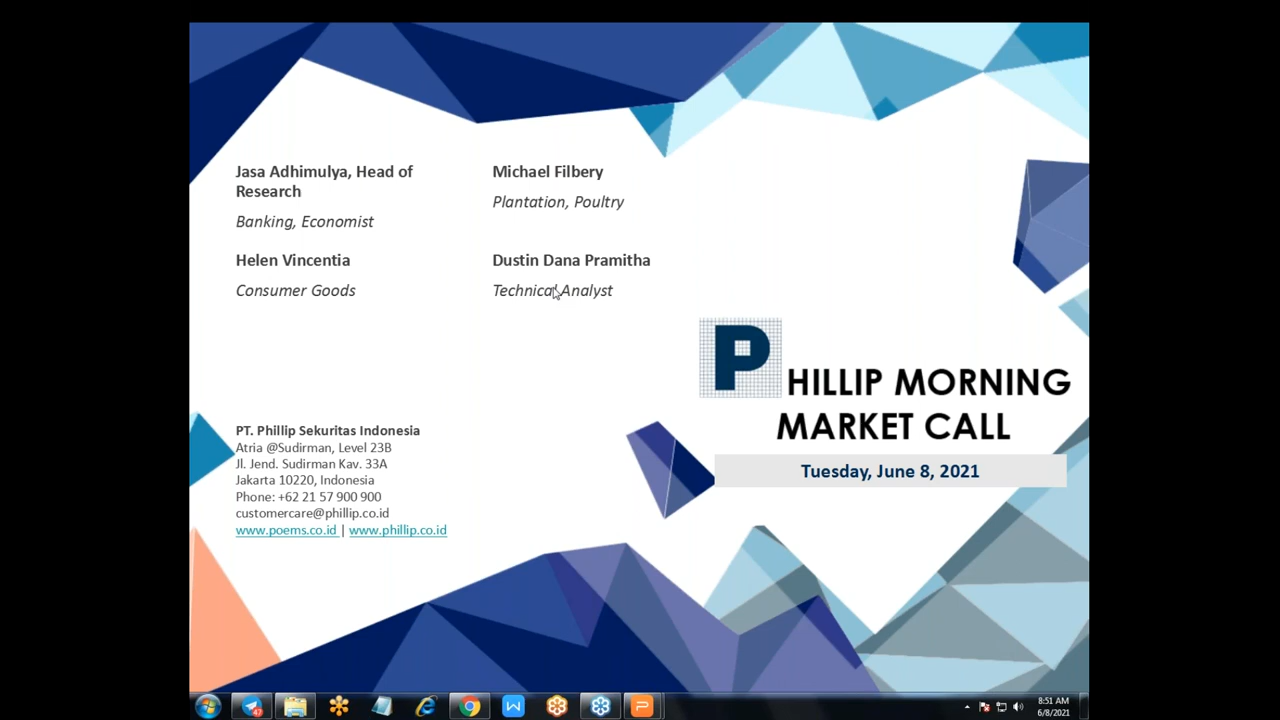 Jasa Adhimulya, Head of
Research
Banking, Economist
Michael Filbery
Plantation, Poultry
Helen Vincentia
Consumer Goods
Dustin Dana Pramitha
Technical Analyst
PHILLIP MORNING
MARKET CALL
Tuesday, June 8, 2021
PT. Phillip Sekuritas Indonesia
Atria @Sudirman, Level 23B
Jl. Jend. Sudirman Kav. 33A
Jakarta 10220, Indonesia
Phone: +62 21 57 900 900
customercare@phillip.co.id
www.poems.co.id | www.phillip.co.id
8:51 AM
6/8/2021